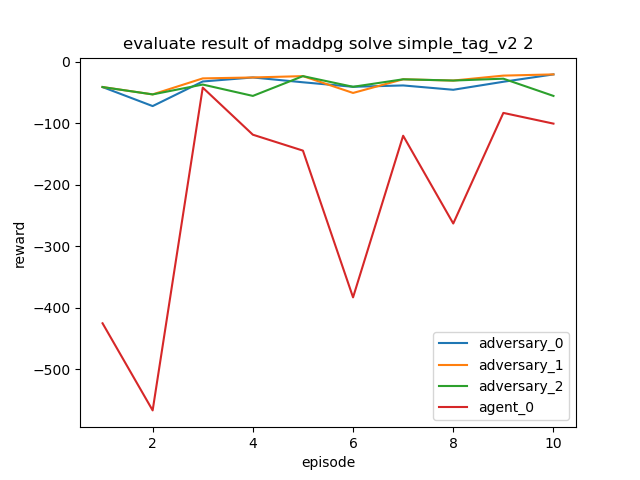 evaluate result of maddpg solve simple_tag_v2 2
0
−100
−200
−300
−400
−500
reward
2
4
6
8
10
episode
adversary_0
adversary_1
adversary_2
agent_0